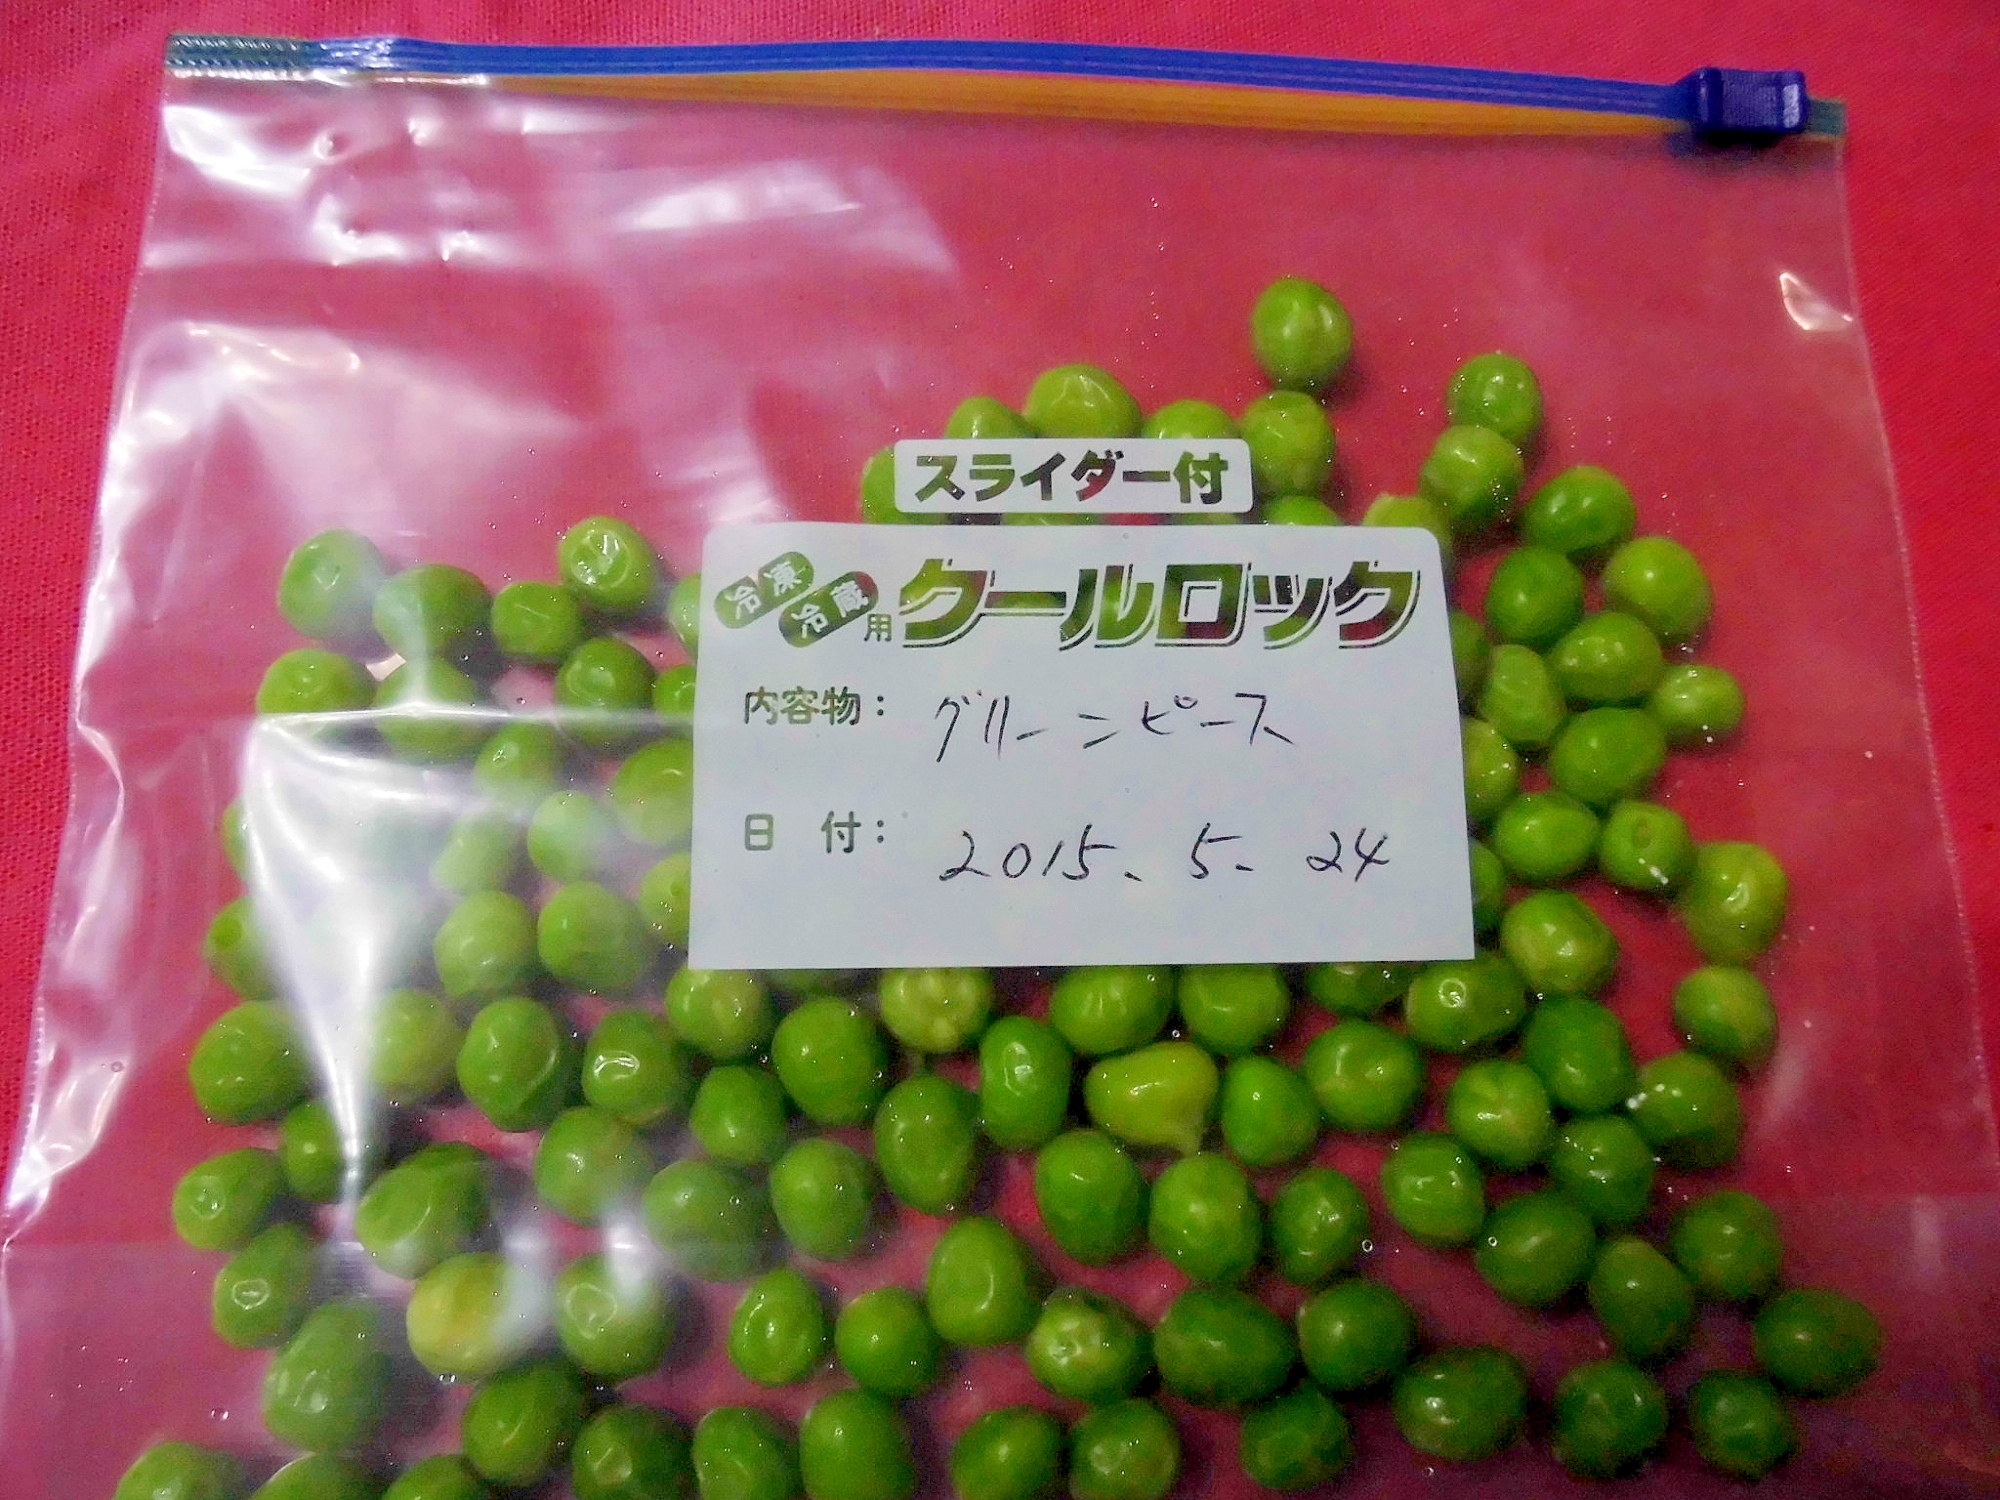 スライダー付
冷凍冷蔵用クールロック
内容物： グリーンピース
日 付： 2015. 5. 24